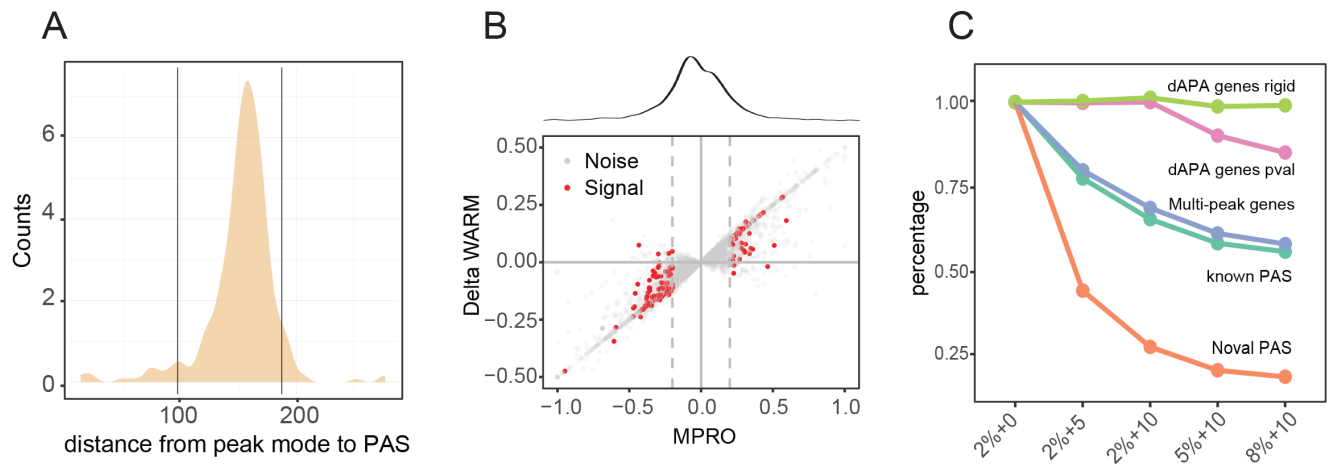 A
Counts
6
4
2
0
100
200
distance from peak mode to PAS
B
Delta WARM
0.50
0.25
0.00
−0.25
−0.50
Noise
Signal
−1.0
−0.5
0.0
0.5
1.0
MPRO
C
percentage
1.00
0.75
0.50
0.25
dAPA genes rigid
dAPA genes pval
Multi-peak genes
known PAS
Noval PAS
2%+0
2%+5
2%+10
5%+10
8%+10